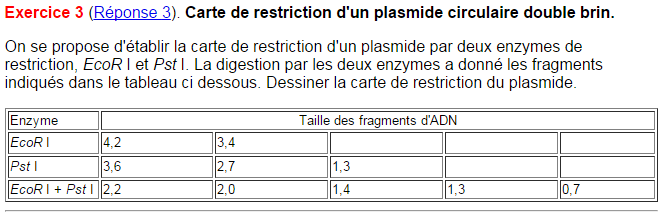 Exercice 3 (Réponse 3). Carte de restriction d'un plasmide circulaire double brin.
On se propose d'établir la carte de restriction d'un plasmide par deux enzymes de
restriction, EcoR I et Pst I. La digestion par les deux enzymes a donné les fragments
indiqués dans le tableau ci dessous. Dessiner la carte de restriction du plasmide.
Enzyme Taille des fragments d'ADN
EcoR I 4,2 3,4
Pst I 3,6 2,7 1,3
EcoR I + Pst I 2,2 2,0 1,4 1,3 0,7